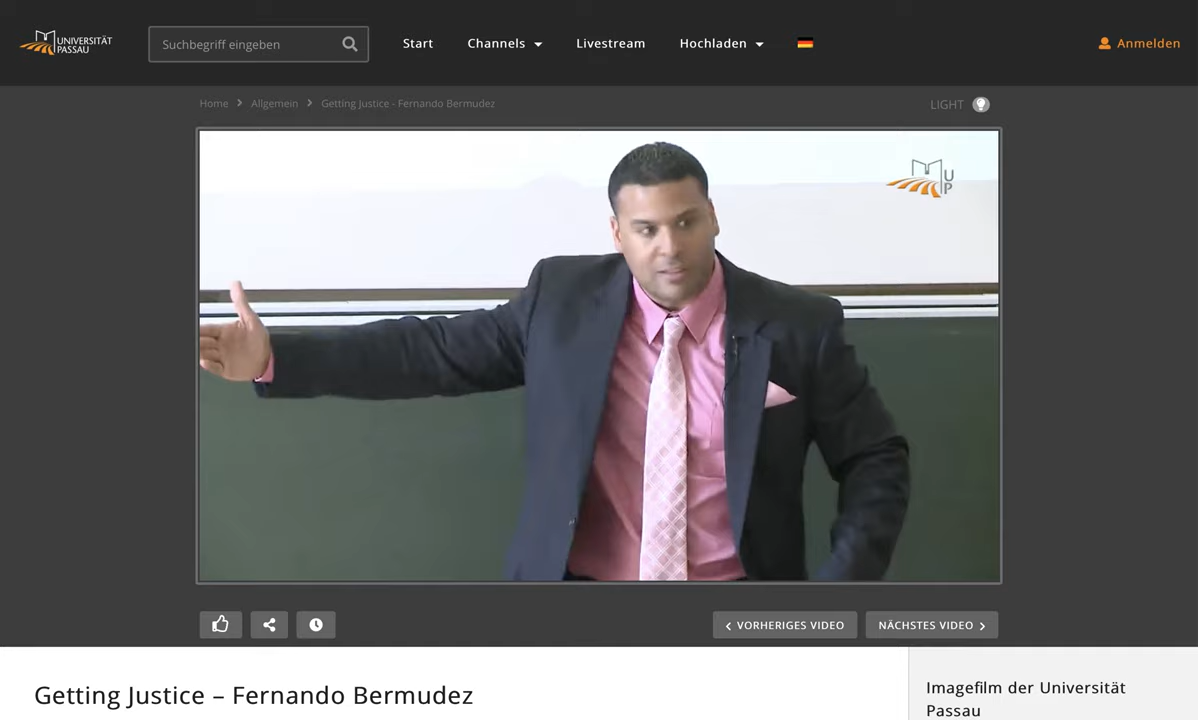 UNIVERSITÄT
PASSAU
Suchbegriff eingeben
Start
Channels
Livestream
Hochladen
Anmelden
Home > Allgemein > Getting Justice - Fernando Bermudez
LIGHT
U
P
VORHERIGES VIDEO
NÄCHSTES VIDEO
Getting Justice – Fernando Bermudez
Imagefilm der Universität
Passau